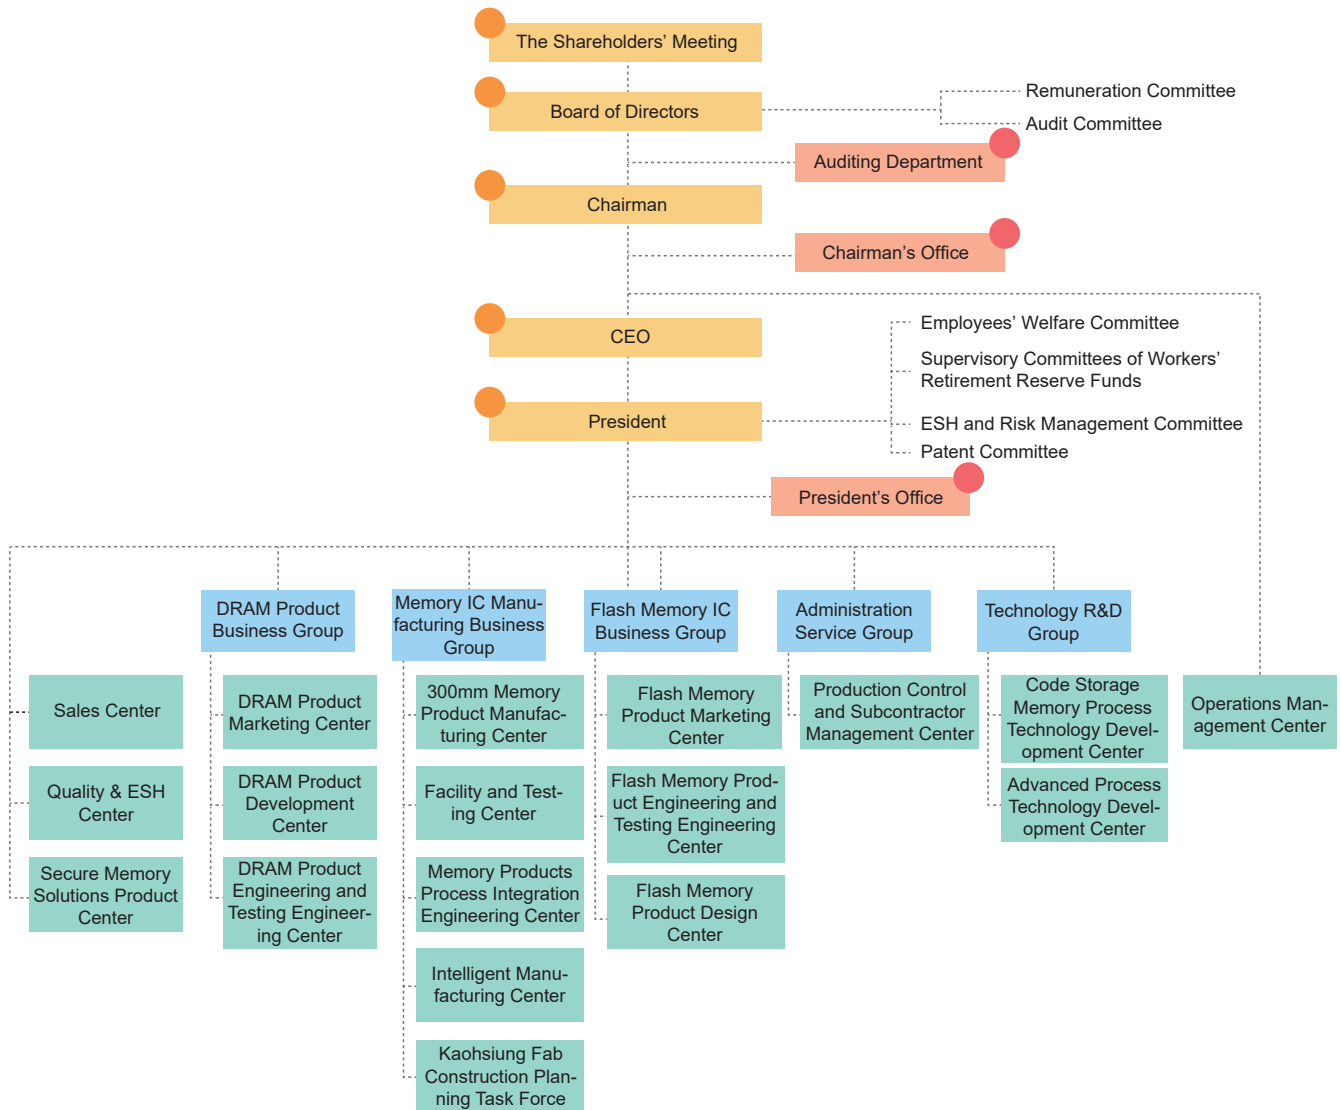 The Shareholders’ Meeting
Board of Directors
Remuneration Committee
Audit Committee
Auditing Department
Chairman
Chairman’s Office
CEO
Employees’ Welfare Committee
Supervisory Committees of Workers’
Retirement Reserve Funds
President
ESH and Risk Management Committee
Patent Committee
President’s Office
DRAM Product
Business Group
Memory IC Manu-
facturing Business
Group
Flash Memory IC
Business Group
Administration
Service Group
Technology R&D
Group
Sales Center
Quality & ESH
Center
Secure Memory
Solutions Product
Center
DRAM Product
Marketing Center
DRAM Product
Development
Center
DRAM Product
Engineering and
Testing Engineer-
ing Center
300mm Memory
Product Manufac-
turing Center
Facility and Test-
ing Center
Memory Products
Process Integration
Engineering Center
Intelligent Manu-
facturing Center
Kaohsiung Fab
Construction Plan-
ning Task Force
Flash Memory
Product Marketing
Center
Flash Memory Prod-
uct Engineering and
Testing Engineering
Center
Flash Memory
Product Design
Center
Production Control
and Subcontractor
Management Center
Code Storage
Memory Process
Technology Devel-
opment Center
Advanced Process
Technology Devel-
opment Center
Operations Man-
agement Center